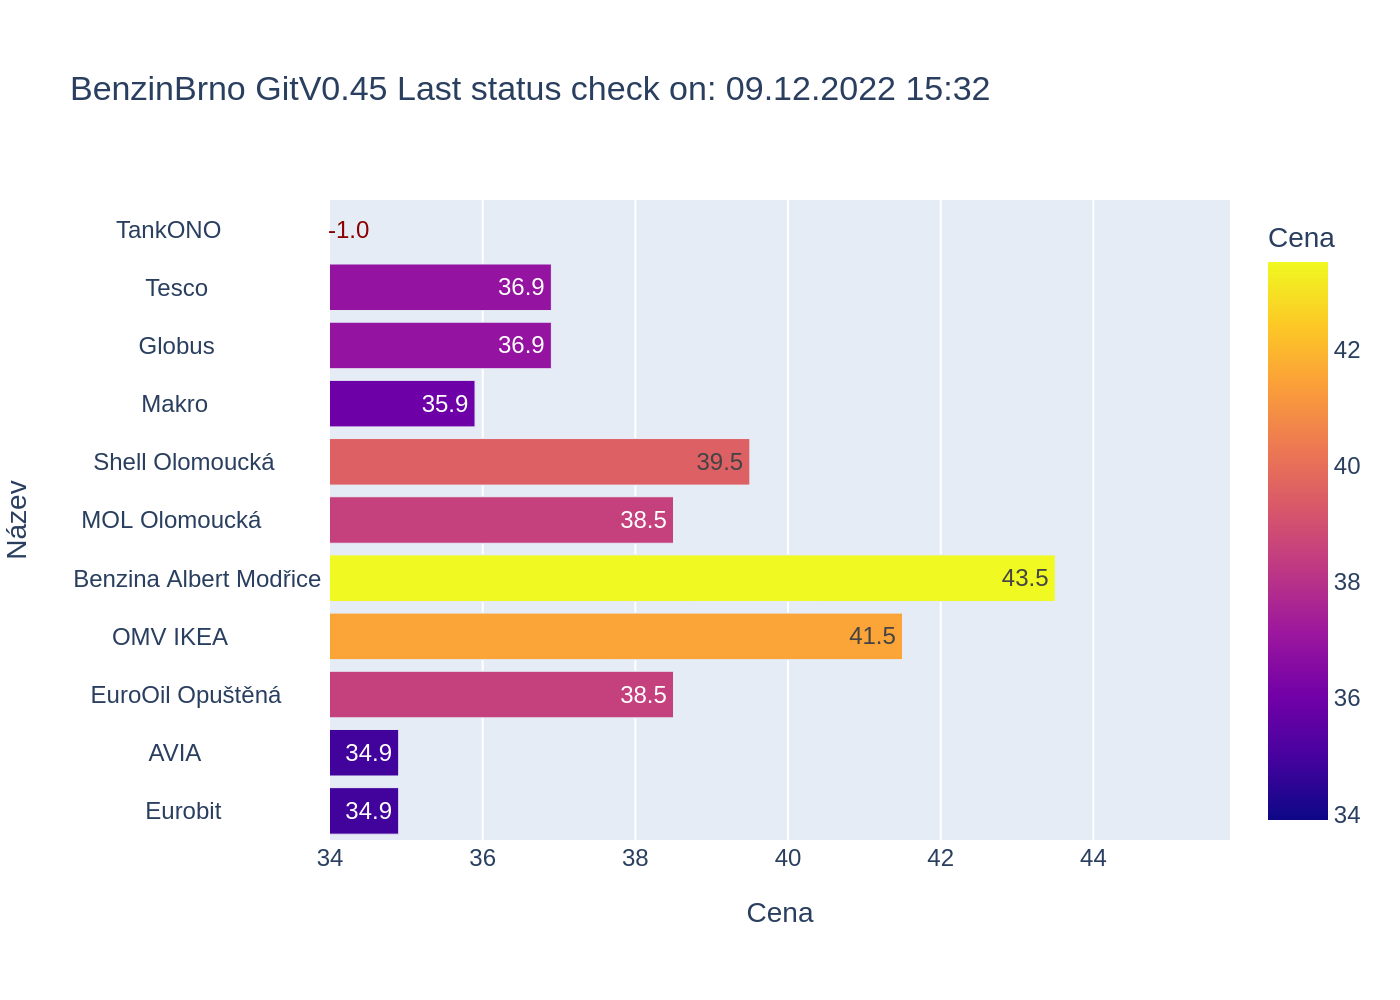 BenzinBrno GitV0.45 Last status check on: 09.12.2022 15:32
Název
TankONO -1.0
Tesco 36.9
Globus 36.9
Makro 35.9
Shell Olomoucká 39.5
MOL Olomoucká 38.5
Benzina Albert Modřice 43.5
OMV IKEA 41.5
EuroOil Opuštěná 38.5
AVIA 34.9
Eurobit 34.9
34 36 38 40 42 44
Cena
Cena
42
40
38
36
34